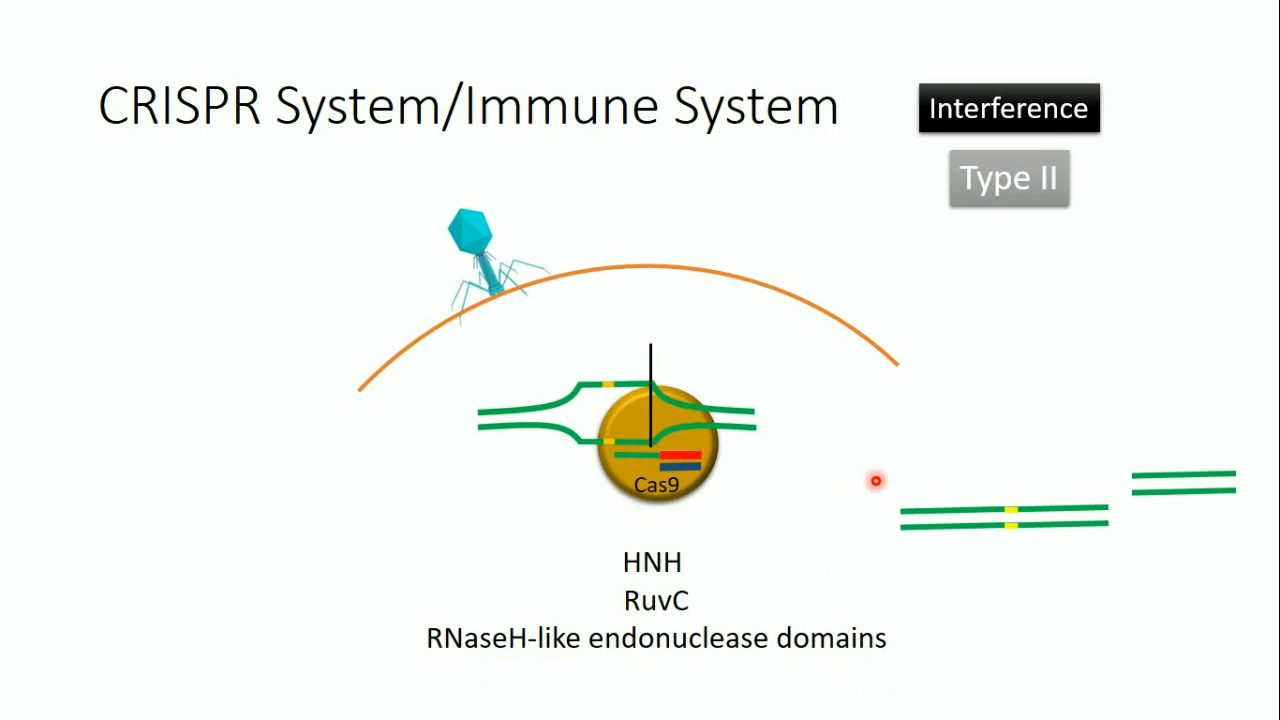 CRISPR System/Immune System
Interference
Type II
Cas9
HNH
RuvC
RNaseH-like endonuclease domains